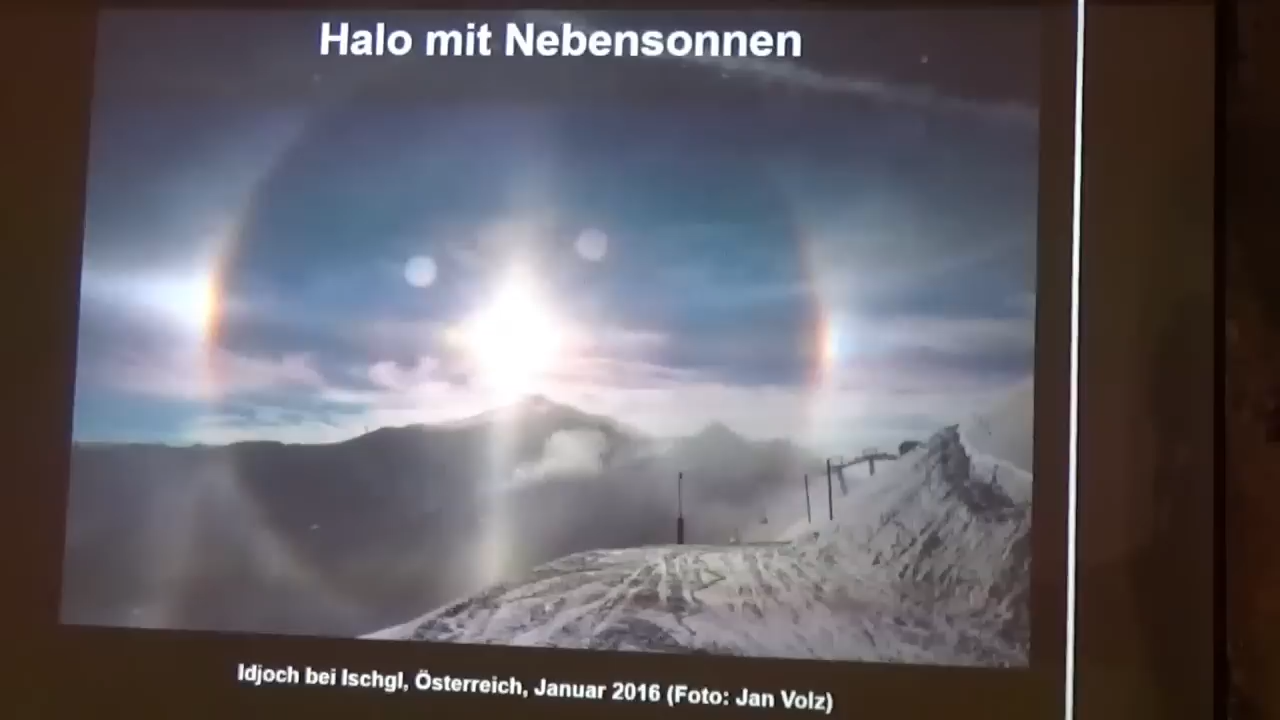 Halo mit Nebensonnen
Idjoch bei Ischgl, Österreich, Januar 2016 (Foto: Jan Volz)